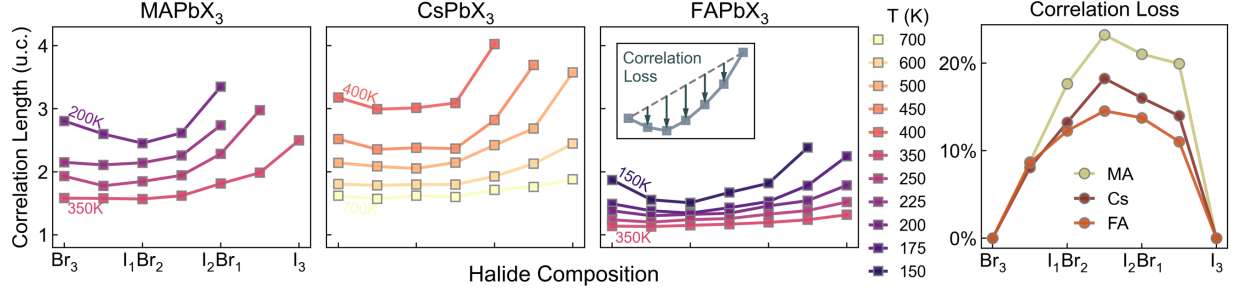 MAPbX3
CsPbX3
FAPbX3
T (K)
Correlation Loss
Correlation Length (u.c.)
4
3
2
1
200K
350K
400K
700K
Correlation
Loss
150K
350K
700
600
500
450
400
350
250
225
200
175
150
20%
10%
0%
MA
Cs
FA
Br3
I1Br2
I2Br1
I3
Br3
I1Br2
I2Br1
I3
Halide Composition